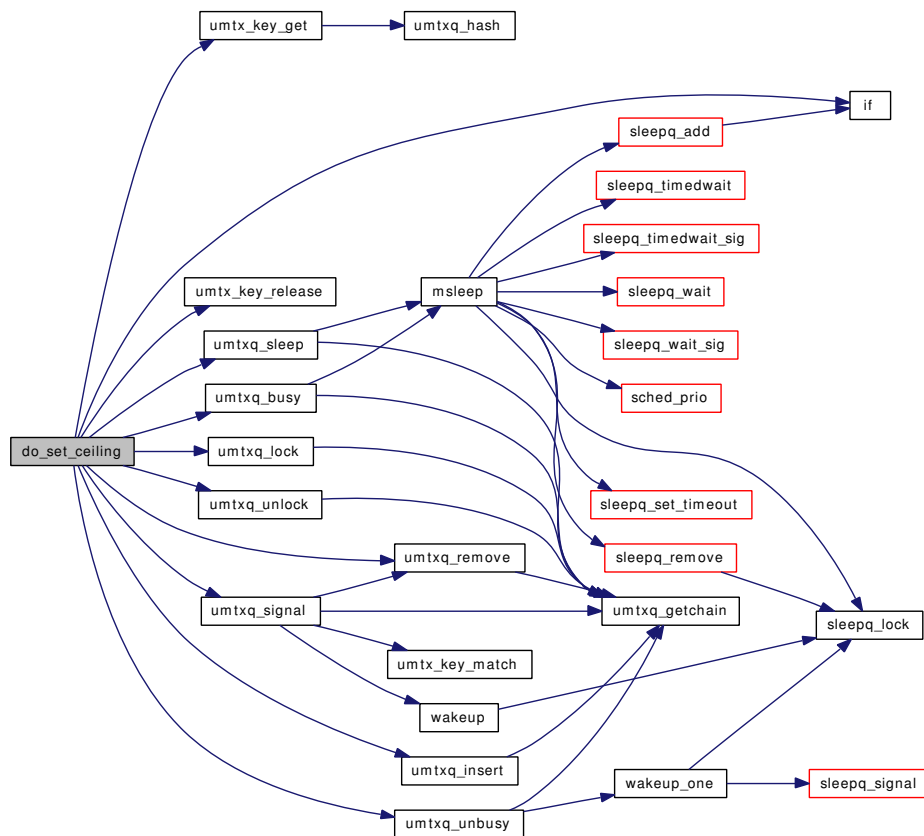 umtx_key_get
umtxq_hash
if
sleepq_add
sleepq_timedwait
sleepq_timedwait_sig
umtx_key_release
msleep
sleepq_wait
umtxq_sleep
sleepq_wait_sig
umtxq_busy
sched_prio
do_set_ceiling
umtxq_lock
umtxq_unlock
sleepq_set_timeout
umtxq_remove
sleepq_remove
umtxq_signal
umtxq_getchain
sleepq_lock
umtx_key_match
wakeup
umtxq_insert
wakeup_one
sleepq_signal
umtxq_unbusy